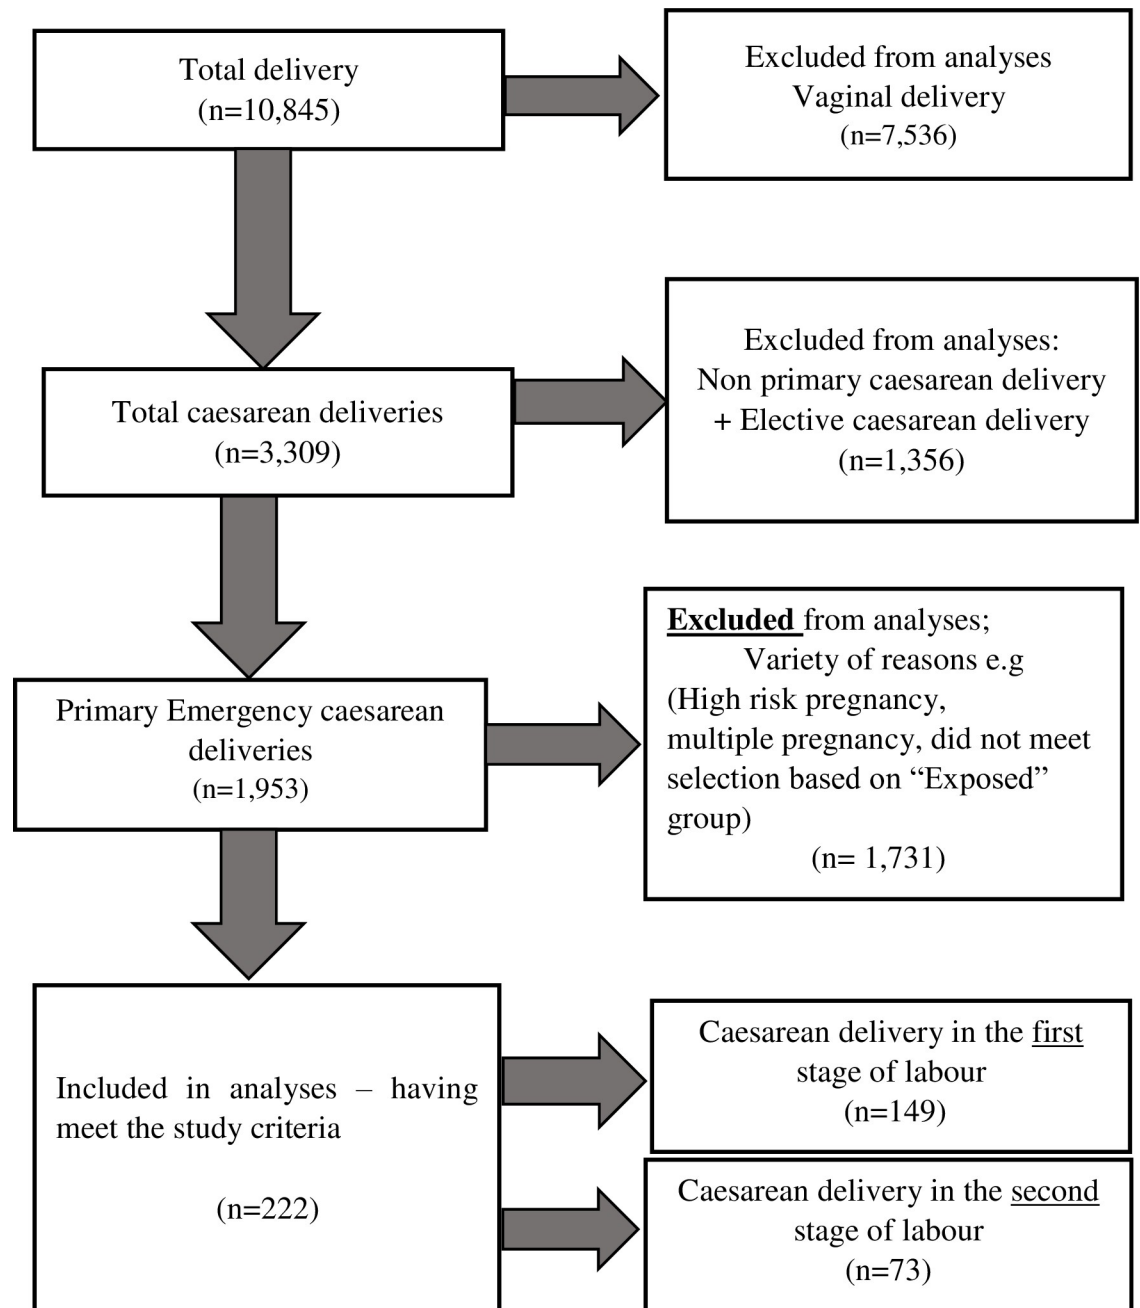 Total delivery
(n=10,845)
Excluded from analyses
Vaginal delivery
(n=7,536)
Total caesarean deliveries
(n=3,309)
Excluded from analyses:
Non primary caesarean delivery
+ Elective caesarean delivery
(n=1,356)
Primary Emergency caesarean
deliveries
(n=1,953)
Excluded from analyses;
Variety of reasons e.g
(High risk pregnancy,
multiple pregnancy, did not meet
selection based on “Exposed”
group)
(n= 1,731)
Included in analyses – having
meet the study criteria
(n=222)
Caesarean delivery in the first
stage of labour
(n=149)
Caesarean delivery in the second
stage of labour
(n=73)